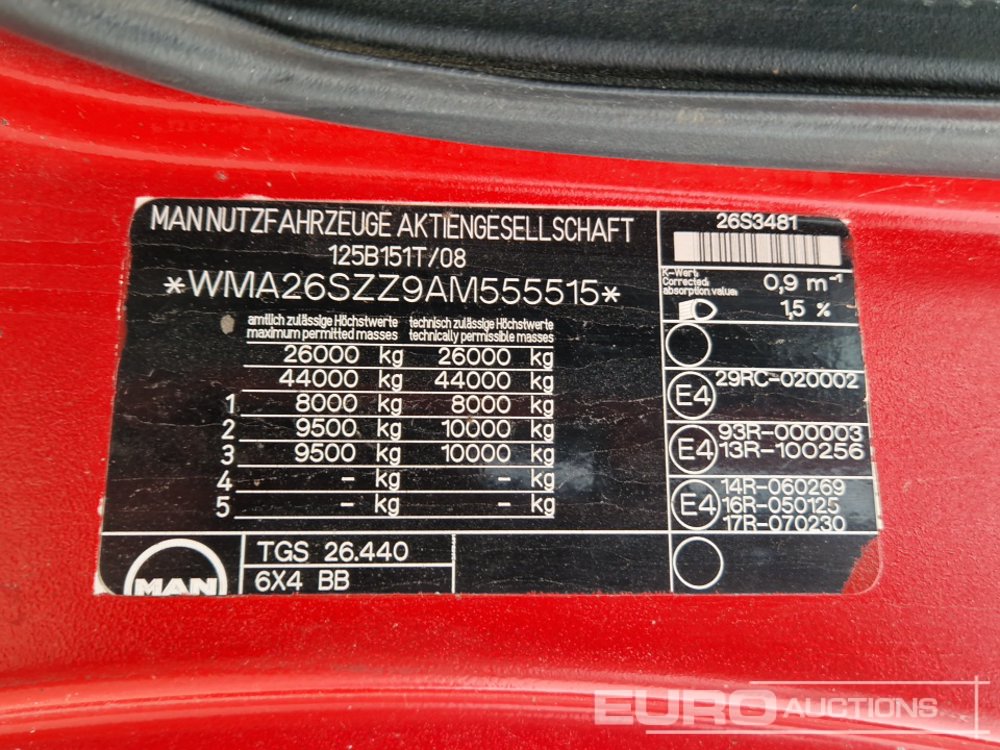 MAN NUTZFAHRZEUGE AKTIENGESELLSCHAFT
125B151T/08
*WMA26SZZ9AM555515*
amtlich zulässige Höchstwerte technisch zulässige Höchstwerte
maximum permitted masses technically permissible masses
26000 kg 26000 kg
44000 kg 44000 kg
1 8000 kg 8000 kg
2 9500 kg 10000 kg
3 9500 kg 10000 kg
4 - kg - kg
5 - kg - kg
MAN
TGS 26.440
6X4 BB
26S3481
K-Wert:
Corrected
absorption value:
0,9 m⁻¹
1,5 %
E4 29RC-020002
E4 93R-000003
13R-100256
E4 14R-060269
16R-050125
17R-070230
EURO AUCTIONS